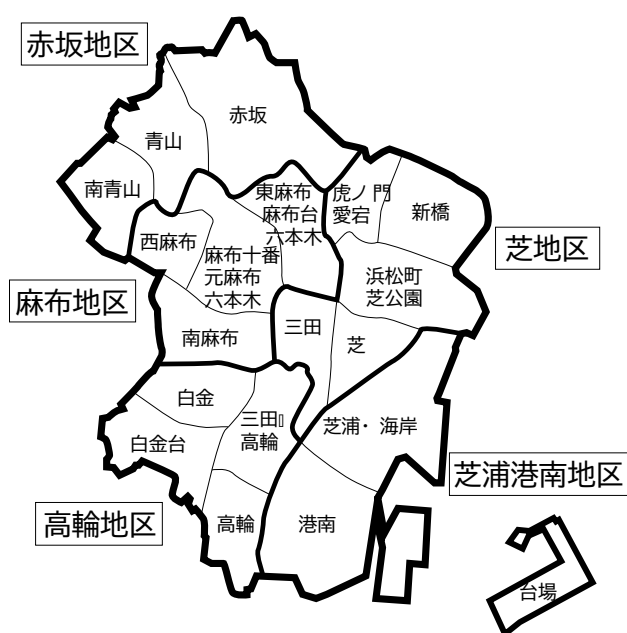 赤坂地区
赤坂
青山
南青山
東麻布
麻布台
六本木
虎ノ門
愛宕
新橋
芝地区
西麻布
麻布十番
元麻布
六本木
浜松町
芝公園
麻布地区
南麻布
三田
芝
白金
三田
高輪
芝浦・海岸
白金台
芝浦港南地区
高輪地区
高輪
港南
台場